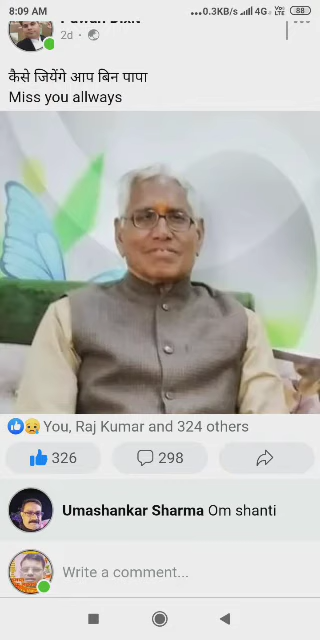 8:09 AM ...0.3KB/s 4G VoLTE 88
2d ·
कैसे जियेंगे आप बिन पापा
Miss you allways
You, Raj Kumar and 324 others
326 298
Umashankar Sharma Om shanti
Write a comment...